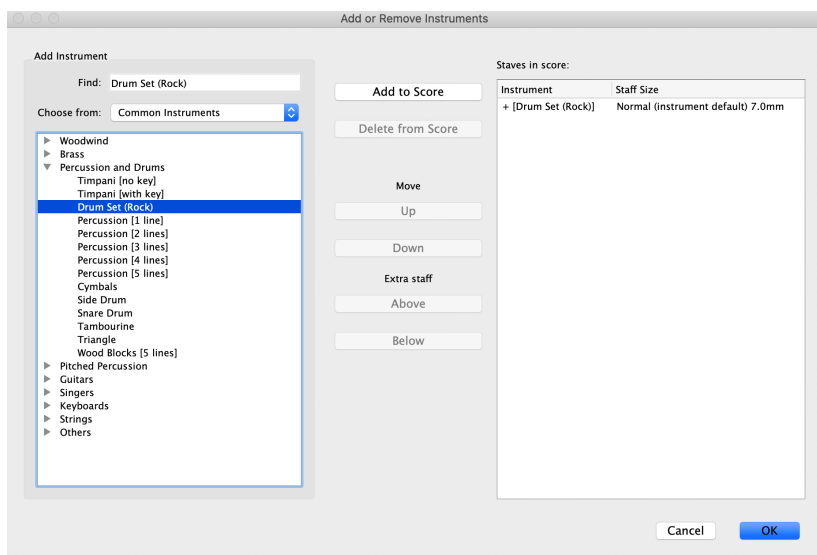 Add or Remove Instruments
Add Instrument
Find: Drum Set (Rock)
Choose from: Common Instruments
Woodwind
Brass
Percussion and Drums
Timpani [no key]
Timpani [with key]
Drum Set (Rock)
Percussion [1 line]
Percussion [2 lines]
Percussion [3 lines]
Percussion [4 lines]
Percussion [5 lines]
Cymbals
Side Drum
Snare Drum
Tambourine
Triangle
Wood Blocks [5 lines]
Pitched Percussion
Guitars
Singers
Keyboards
Strings
Others
Add to Score
Delete from Score
Move
Up
Down
Extra staff
Above
Below
Staves in score:
Instrument Staff Size
+ [Drum Set (Rock)] Normal (instrument default) 7.0mm
Cancel OK